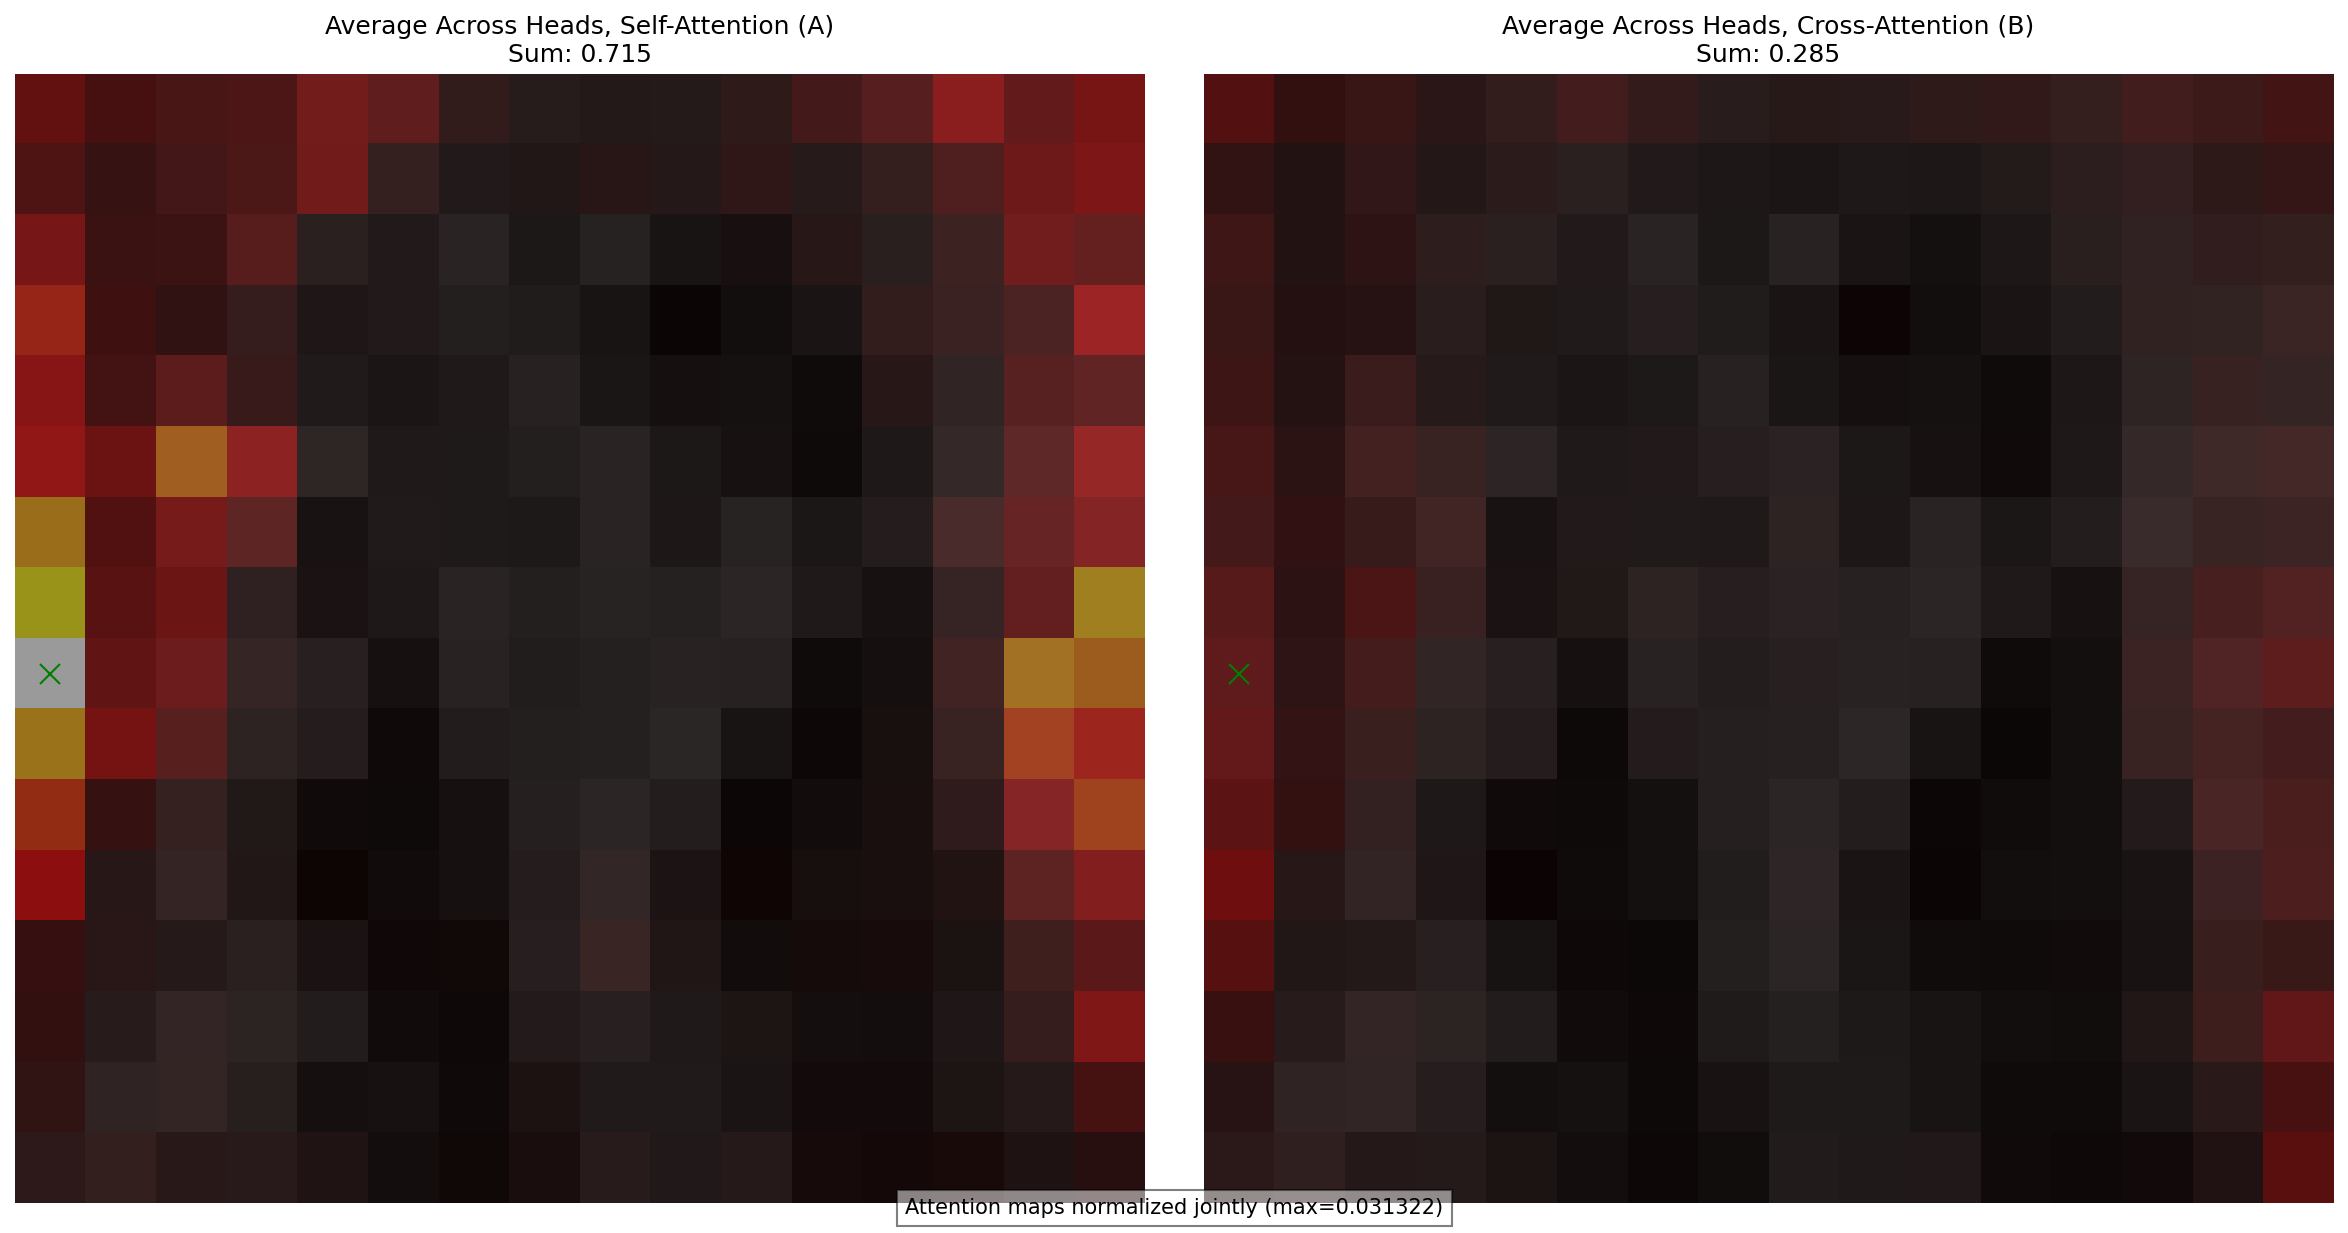 Average Across Heads, Self-Attention (A)
Sum: 0.715
Average Across Heads, Cross-Attention (B)
Sum: 0.285
Attention maps normalized jointly (max=0.031322)